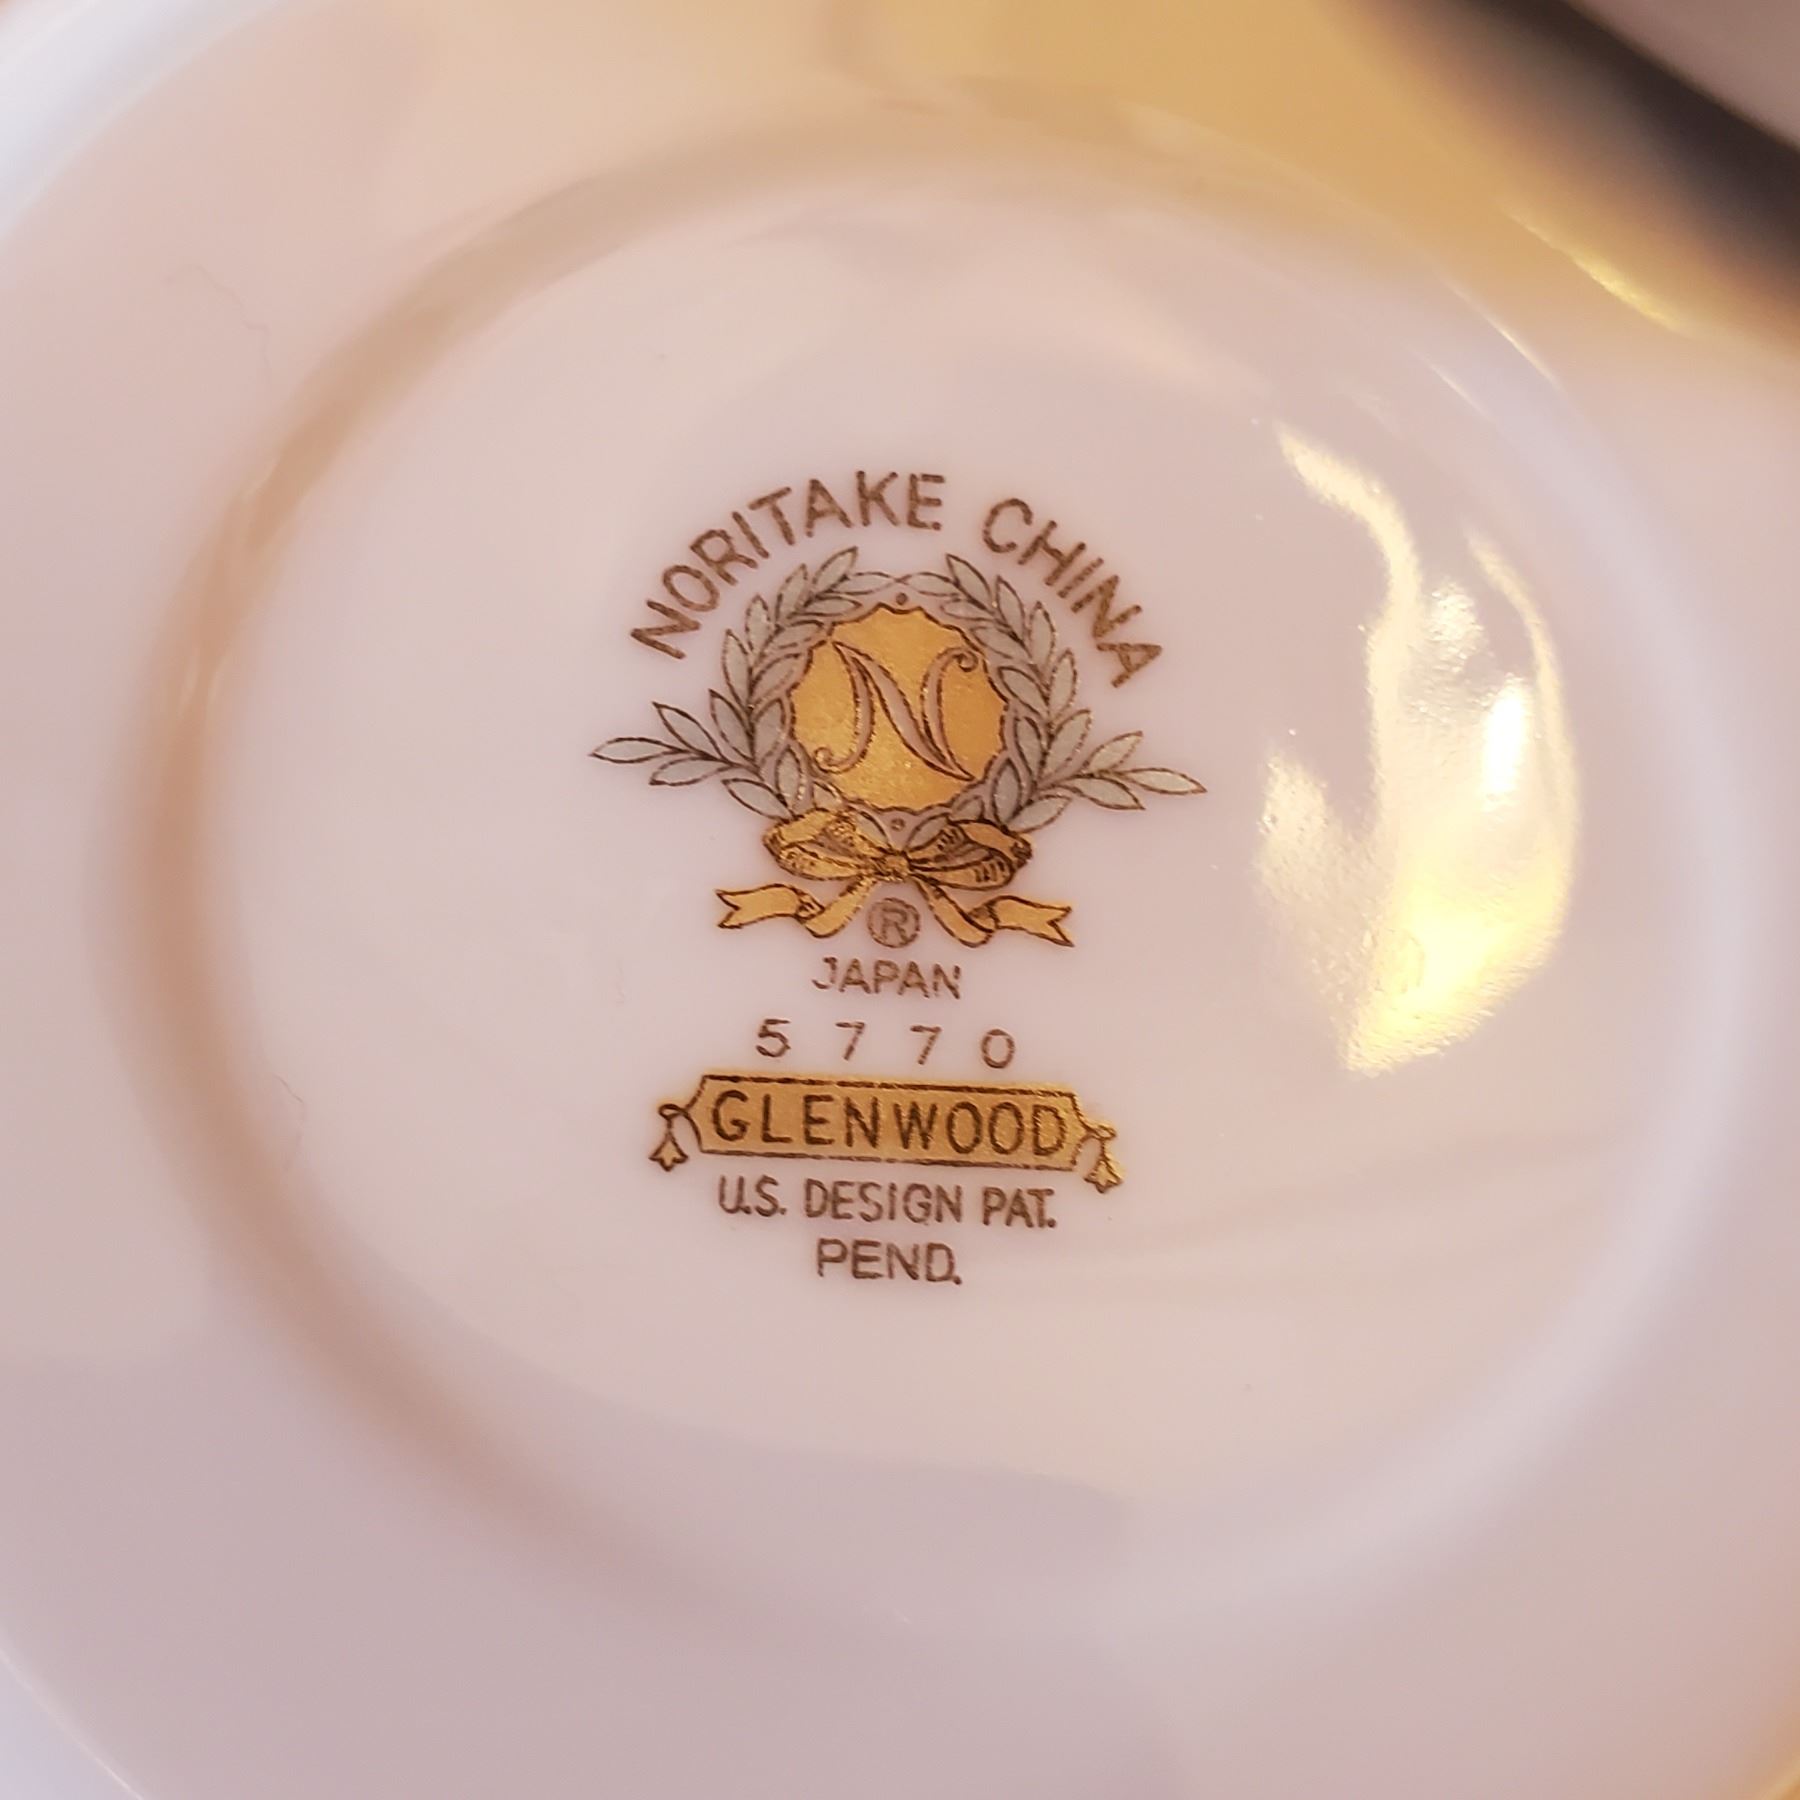 NORITAKE CHINA
N
®
JAPAN
5770
GLENWOOD
U.S. DESIGN PAT.
PEND.